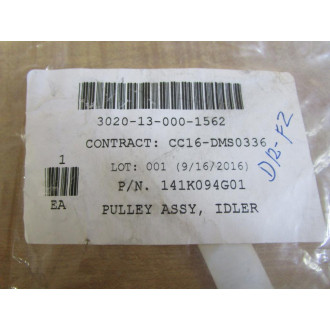 3020-13-000-1562
CONTRACT: CC16-DMS0336
1
LOT: 001 (9/16/2016)
P/N. 141K094G01
EA
PULLEY ASSY, IDLER